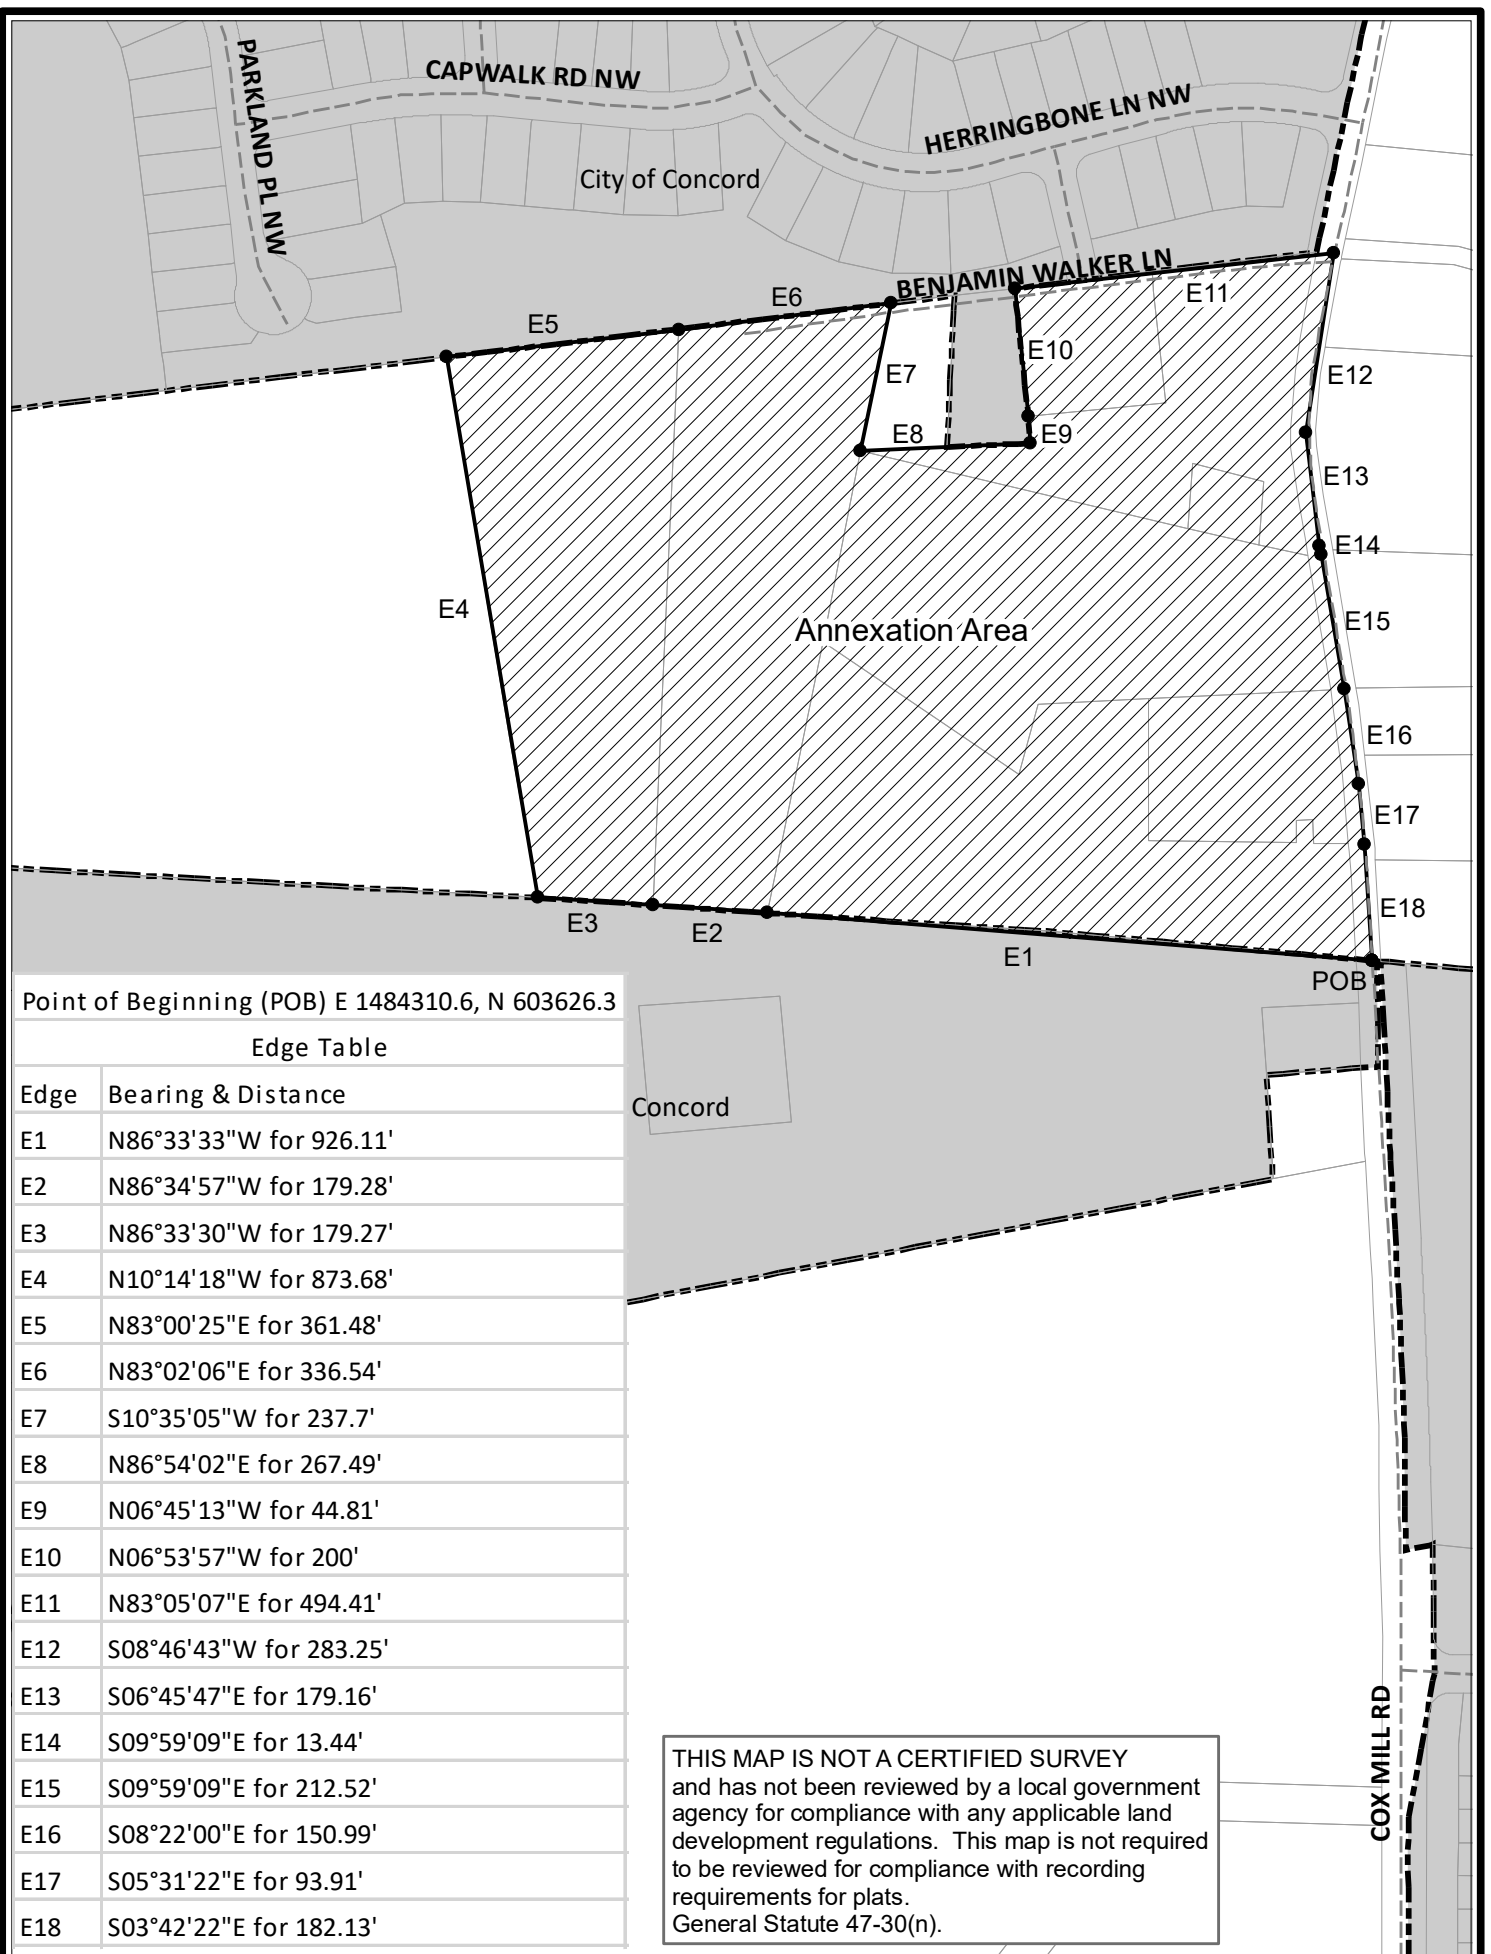 PARKLAND PL NW
CAPWALK RD NW
HERRINGBONE LN NW
City of Concord
BENJAMIN WALKER LN
E6
E11
E5
E10
E7
E12
E8
E9
E13
E14
E4
E15
Annexation Area
E16
E17
E18
E3
E2
E1
POB
Point of Beginning (POB) E 1484310.6, N 603626.3
Edge Table
Edge Bearing & Distance
E1 N86°33'33"W for 926.11'
E2 N86°34'57"W for 179.28'
E3 N86°33'30"W for 179.27'
E4 N10°14'18"W for 873.68'
E5 N83°00'25"E for 361.48'
E6 N83°02'06"E for 336.54'
E7 S10°35'05"W for 237.7'
E8 N86°54'02"E for 267.49'
E9 N06°45'13"W for 44.81'
E10 N06°53'57"W for 200'
E11 N83°05'07"E for 494.41'
E12 S08°46'43"W for 283.25'
E13 S06°45'47"E for 179.16'
E14 S09°59'09"E for 13.44'
E15 S09°59'09"E for 212.52'
E16 S08°22'00"E for 150.99'
E17 S05°31'22"E for 93.91'
E18 S03°42'22"E for 182.13'
Concord
COX MILL RD
THIS MAP IS NOT A CERTIFIED SURVEY
and has not been reviewed by a local government
agency for compliance with any applicable land
development regulations. This map is not required
to be reviewed for compliance with recording
requirements for plats.
General Statute 47-30(n).